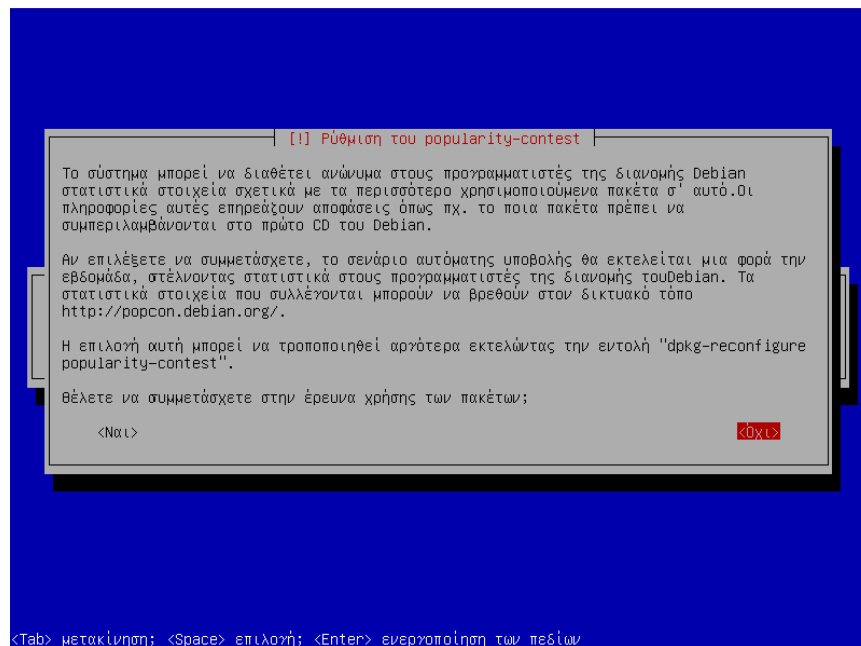 [!] Ρύθμιση του popularity-contest
Το σύστημα μπορεί να διαθέτει ανώνυμα στους προγραμματιστές της διανομής Debian
στατιστικά στοιχεία σχετικά με τα περισσότερο χρησιμοποιούμενα πακέτα σ' αυτό.Οι
πληροφορίες αυτές επηρεάζουν αποφάσεις όπως πχ. το ποια πακέτα πρέπει να
συμπεριλαμβάνονται στο πρώτο CD του Debian.
Αν επιλέξετε να συμμετάσχετε, το σενάριο αυτόματης υποβολής θα εκτελείται μια φορά την
εβδομάδα, στέλνοντας στατιστικά στους προγραμματιστές της διανομής τουDebian. Τα
στατιστικά στοιχεία που συλλέγονται μπορούν να βρεθούν στον δικτυακό τόπο
http://popcon.debian.org/.
Η επιλογή αυτή μπορεί να τροποποιηθεί αργότερα εκτελώντας την εντολή "dpkg-reconfigure
popularity-contest".
Θέλετε να συμμετάσχετε στην έρευνα χρήσης των πακέτων;
<Ναι> <Όχι>
<Tab> μετακίνηση; <Space> επιλογή; <Enter> ενεργοποίηση των πεδίων